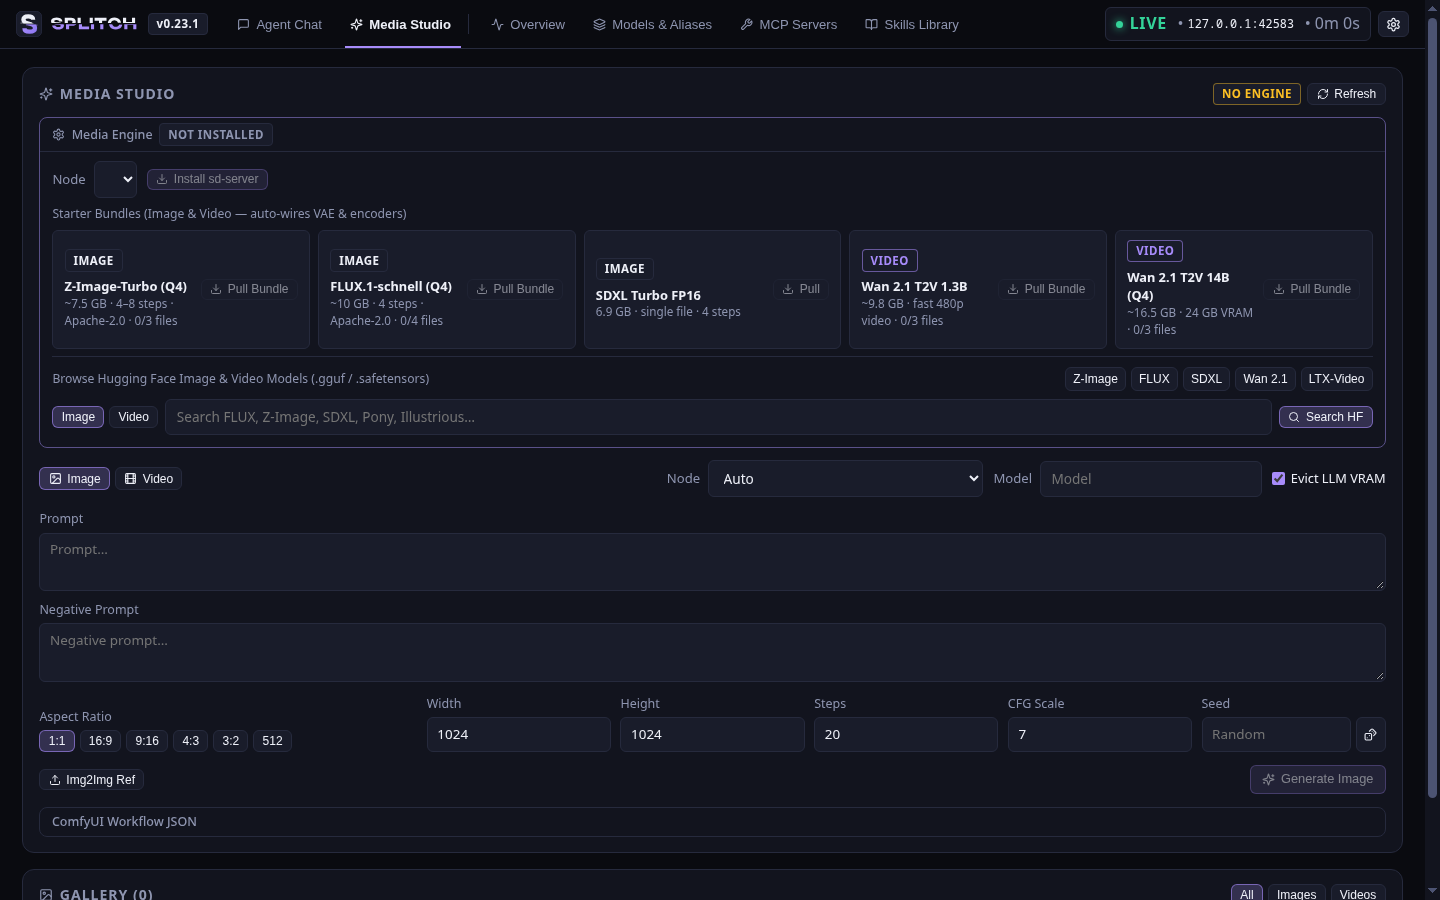 SPLITCH v0.23.1 Agent Chat Media Studio Overview Models & Aliases MCP Servers Skills Library LIVE • 127.0.0.1:42583 • 0m 0s
MEDIA STUDIO NO ENGINE Refresh
Media Engine NOT INSTALLED
Node Install sd-server
Starter Bundles (Image & Video — auto-wires VAE & encoders)
IMAGE
Z-Image-Turbo (Q4)
~7.5 GB · 4–8 steps ·
Apache-2.0 · 0/3 files
Pull Bundle
IMAGE
FLUX.1-schnell (Q4)
~10 GB · 4 steps ·
Apache-2.0 · 0/4 files
Pull Bundle
IMAGE
SDXL Turbo FP16
6.9 GB · single file · 4 steps
Pull
VIDEO
Wan 2.1 T2V 1.3B
~9.8 GB · fast 480p
video · 0/3 files
Pull Bundle
VIDEO
Wan 2.1 T2V 14B
(Q4)
~16.5 GB · 24 GB VRAM
· 0/3 files
Pull Bundle
Browse Hugging Face Image & Video Models (.gguf / .safetensors) Z-Image FLUX SDXL Wan 2.1 LTX-Video
Image Video Search FLUX, Z-Image, SDXL, Pony, Illustrious... Search HF
Image Video Node Auto Model Model Evict LLM VRAM
Prompt
Prompt...
Negative Prompt
Negative prompt...
Aspect Ratio
1:1 16:9 9:16 4:3 3:2 512
Width
1024
Height
1024
Steps
20
CFG Scale
7
Seed
Random
Img2Img Ref Generate Image
ComfyUI Workflow JSON
GALLERY (0) All Images Videos